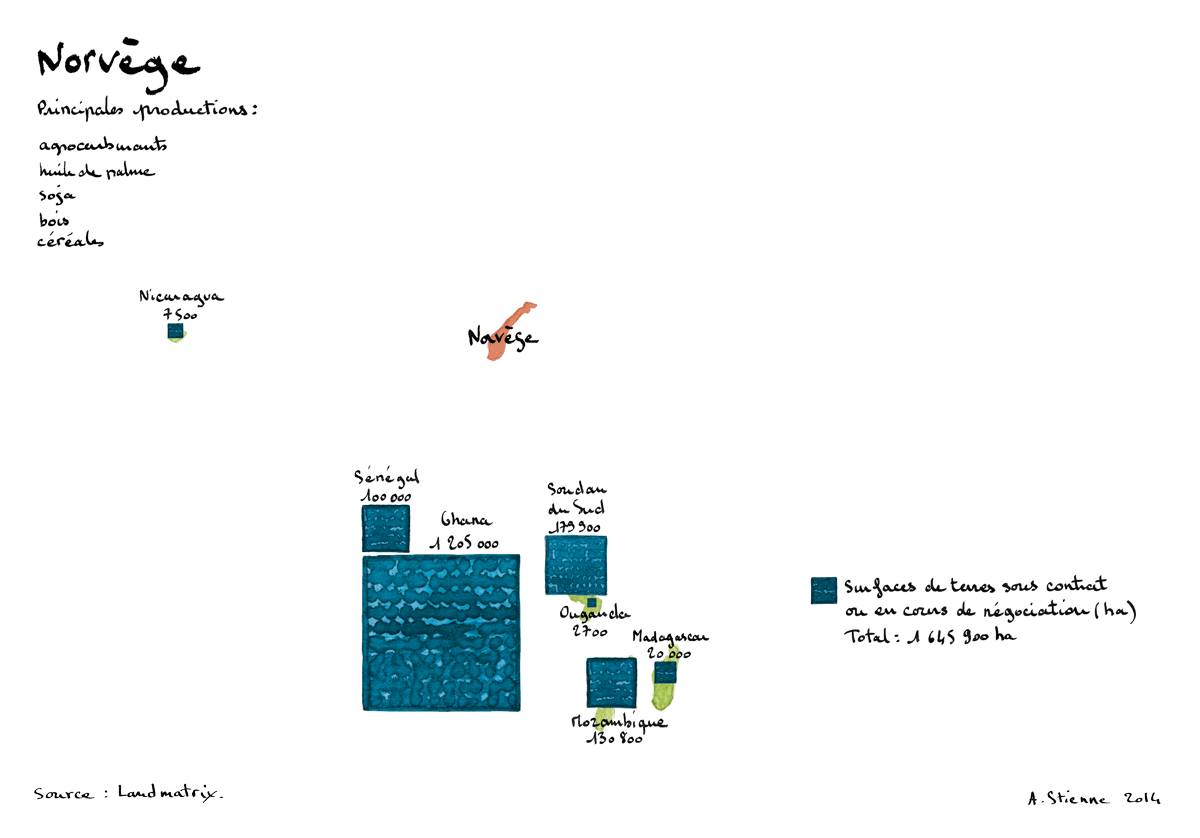 Norvège
Principales productions :
agrocarburants
huile de palme
soja
bois
céréales
Nicaragua
7 500
Norvège
Sénégal
100 000
Ghana
1 205 000
Soudan
du Sud
179 900
Ouganda
2700
Madagascar
20 000
Mozambique
130 800
Surfaces de terres sous contrat
ou en cours de négociation (ha)
Total : 1 645 900 ha
Source : Landmatrix.
A. Stienne 2014